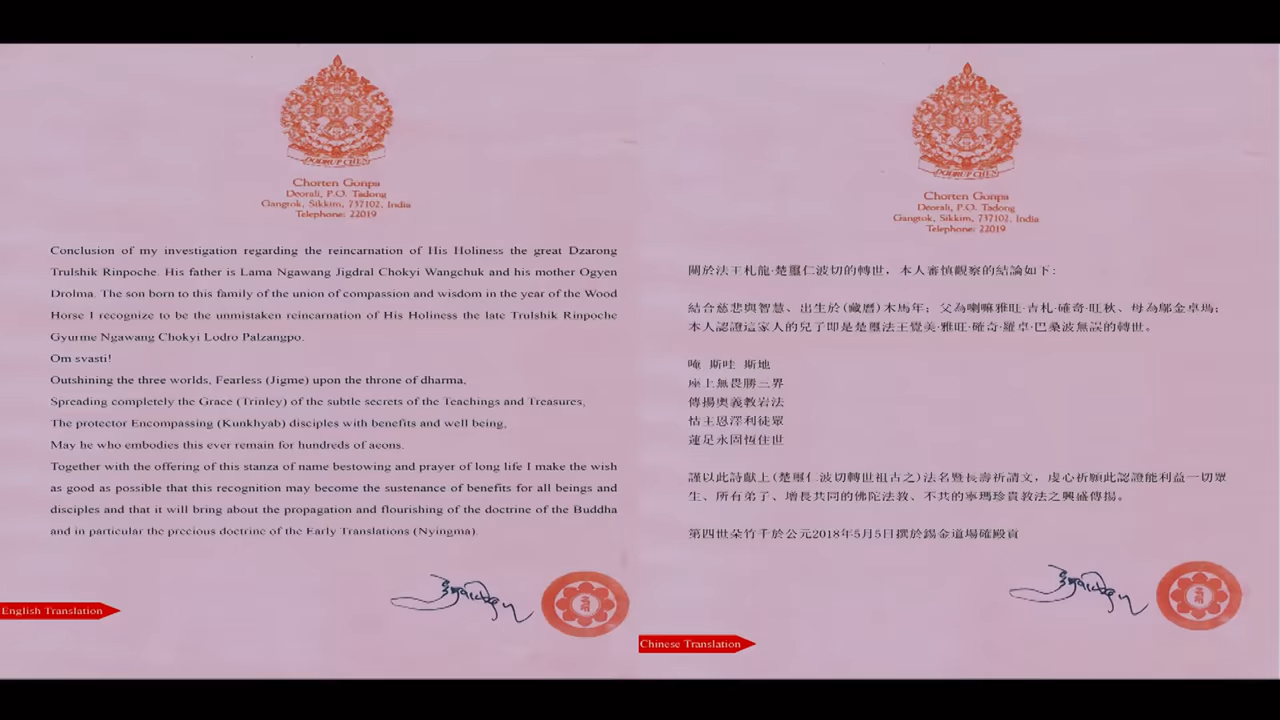 DODRUP CHEN
Chorten Gonpa
Deorali, P.O. Tadong
Gangtok, Sikkim, 737102, India
Telephone: 22019
Conclusion of my investigation regarding the reincarnation of His Holiness the great Dzarong
Trulshik Rinpoche. His father is Lama Ngawang Jigdral Chokyi Wangchuk and his mother Ogyen
Drolma. The son born to this family of the union of compassion and wisdom in the year of the Wood
Horse I recognize to be the unmistaken reincarnation of His Holiness the late Trulshik Rinpoche
Gyurme Ngawang Chokyi Lodro Palzangpo.
Om svasti!
Outshining the three worlds, Fearless (Jigme) upon the throne of dharma,
Spreading completely the Grace (Trinley) of the subtle secrets of the Teachings and Treasures,
The protector Encompassing (Kunkhyab) disciples with benefits and well being,
May he who embodies this ever remain for hundreds of aeons.
Together with the offering of this stanza of name bestowing and prayer of long life I make the wish
as good as possible that this recognition may become the sustenance of benefits for all beings and
disciples and that it will bring about the propagation and flourishing of the doctrine of the Buddha
and in particular the precious doctrine of the Early Translations (Nyingma).
English Translation
DODRUP CHEN
Chorten Gonpa
Deorali, P.O. Tadong
Gangtok, Sikkim, 737102, India
Telephone: 22019
關於法王札龍·楚璽仁波切的轉世，本人審慎觀察的結論如下:
結合慈悲與智慧、出生於(藏曆)木馬年；父為喇嘛雅旺·吉札·確奇·旺秋、母為鄔金卓瑪；
本人認證這家人的兒子即是楚璽法王覺美·雅旺·確奇·羅卓·巴桑波無誤的轉世。
唵 斯哇 斯地
座上無畏勝三界
傳揚奧義教岩法
怙主恩澤利徒眾
蓮足永固恆住世
謹以此詩獻上(楚璽仁波切轉世祖古之)法名暨長壽祈請文，虔心祈願此認證能利益一切眾
生、所有弟子、增長共同的佛陀法教、不共的寧瑪珍貴教法之興盛傳揚。
第四世朵竹千於公元2018年5月5日撰於錫金道場確殿貢
Chinese Translation